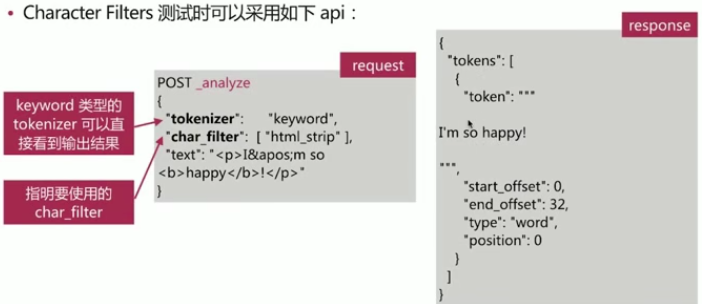 • Character Filters 测试时可以采用如下 api：
request
keyword 类型的
tokenizer 可以直
接看到输出结果
指明要使用的
char_filter
POST _analyze
{
"tokenizer": "keyword",
"char_filter": [ "html_strip" ],
"text": "<p>I&apos;m so
<b>happy</b>!</p>"
}
response
{
"tokens": [
{
"token": """
I'm so happy!
""",
"start_offset": 0,
"end_offset": 32,
"type": "word",
"position": 0
}
]
}